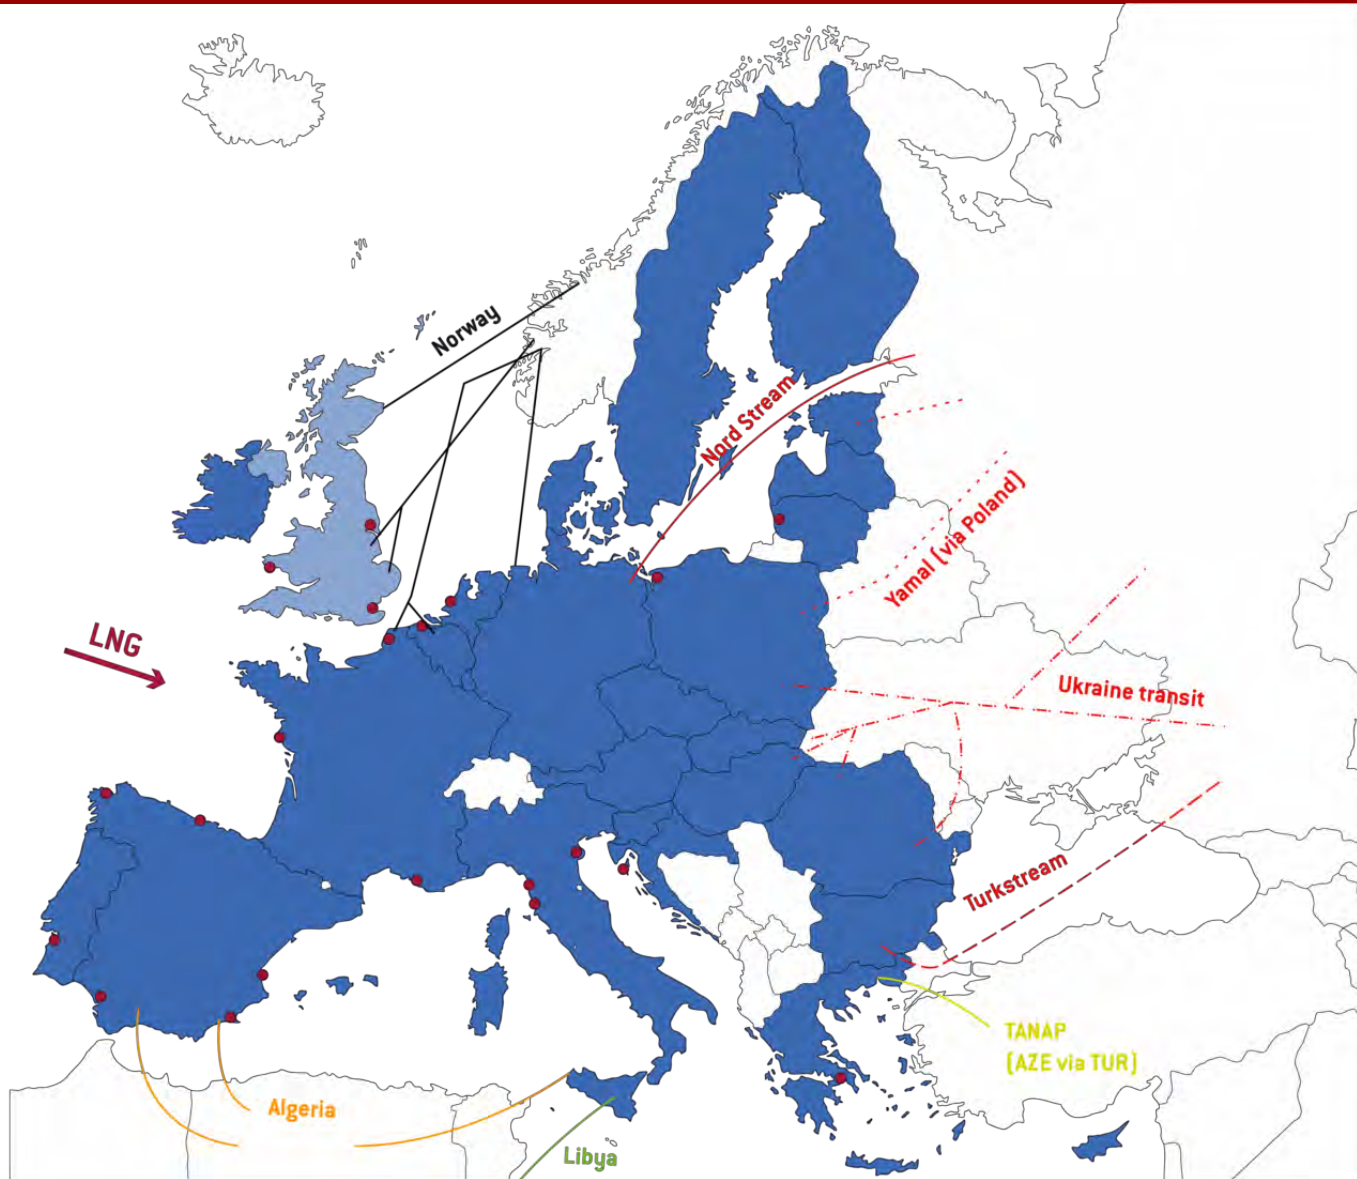 Norway
Nord Stream
Yamal (via Poland)
LNG
Ukraine transit
Turkstream
TANAP
(AZE via TUR)
Algeria
Libya